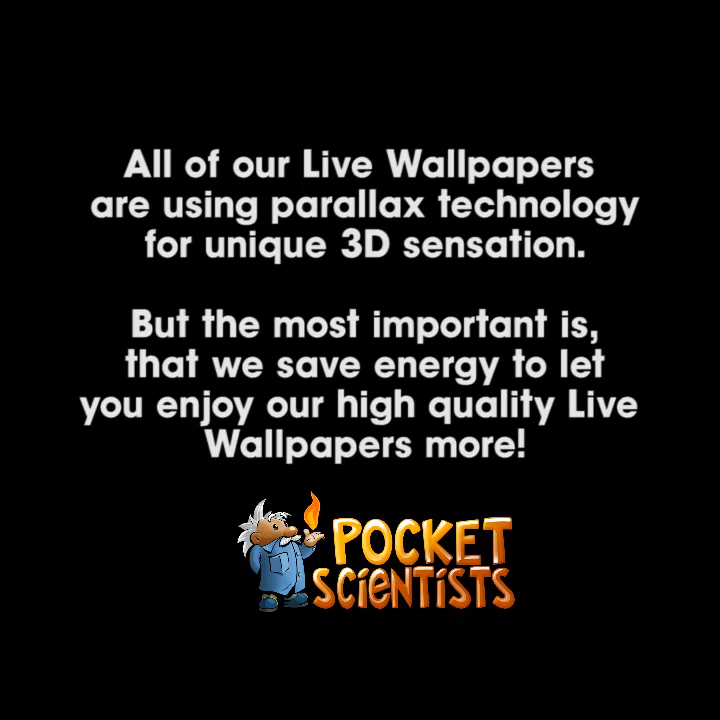 All of our Live Wallpapers
are using parallax technology
for unique 3D sensation.
But the most important is,
that we save energy to let
you enjoy our high quality Live
Wallpapers more!
POCKET
SCIENTISTS